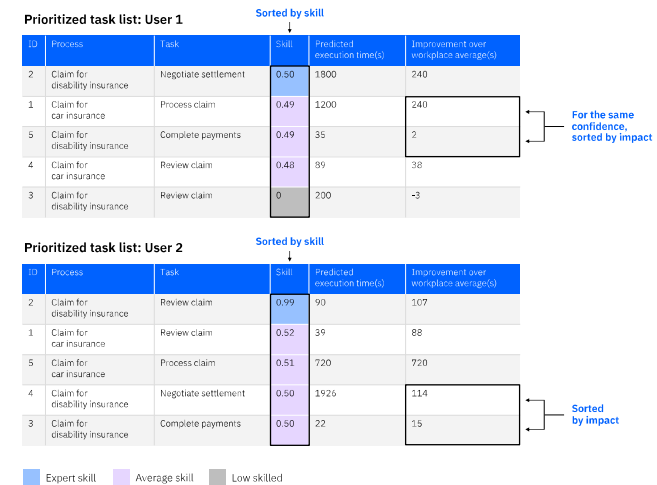 Sorted by skill
Prioritized task list: User 1
ID Process Task Skill Predicted execution time(s) Improvement over workplace average(s)
2 Claim for disability insurance Negotiate settlement 0.50 1800 240
1 Claim for car insurance Process claim 0.49 1200 240
5 Claim for disability insurance Complete payments 0.49 35 2
4 Claim for car insurance Review claim 0.48 89 38
3 Claim for disability insurance Review claim 0 200 -3
For the same
confidence,
sorted by impact
Sorted by skill
Prioritized task list: User 2
ID Process Task Skill Predicted execution time(s) Improvement over workplace average(s)
2 Claim for disability insurance Review claim 0.99 90 107
1 Claim for car insurance Review claim 0.52 39 88
5 Claim for car insurance Process claim 0.51 720 720
4 Claim for disability insurance Negotiate settlement 0.50 1926 114
3 Claim for disability insurance Complete payments 0.50 22 15
Sorted
by impact
Expert skill Average skill Low skilled